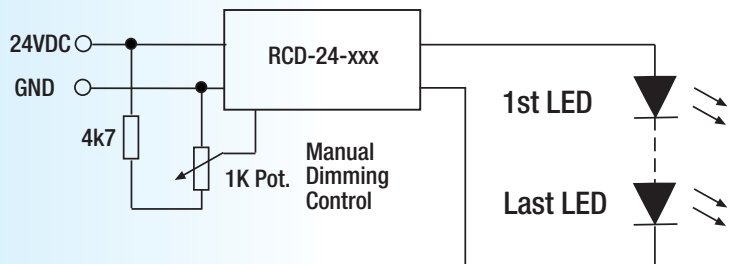 24VDC
RCD-24-xxx
GND
1st LED
4k7
1K Pot.
Manual
Dimming
Control
Last LED